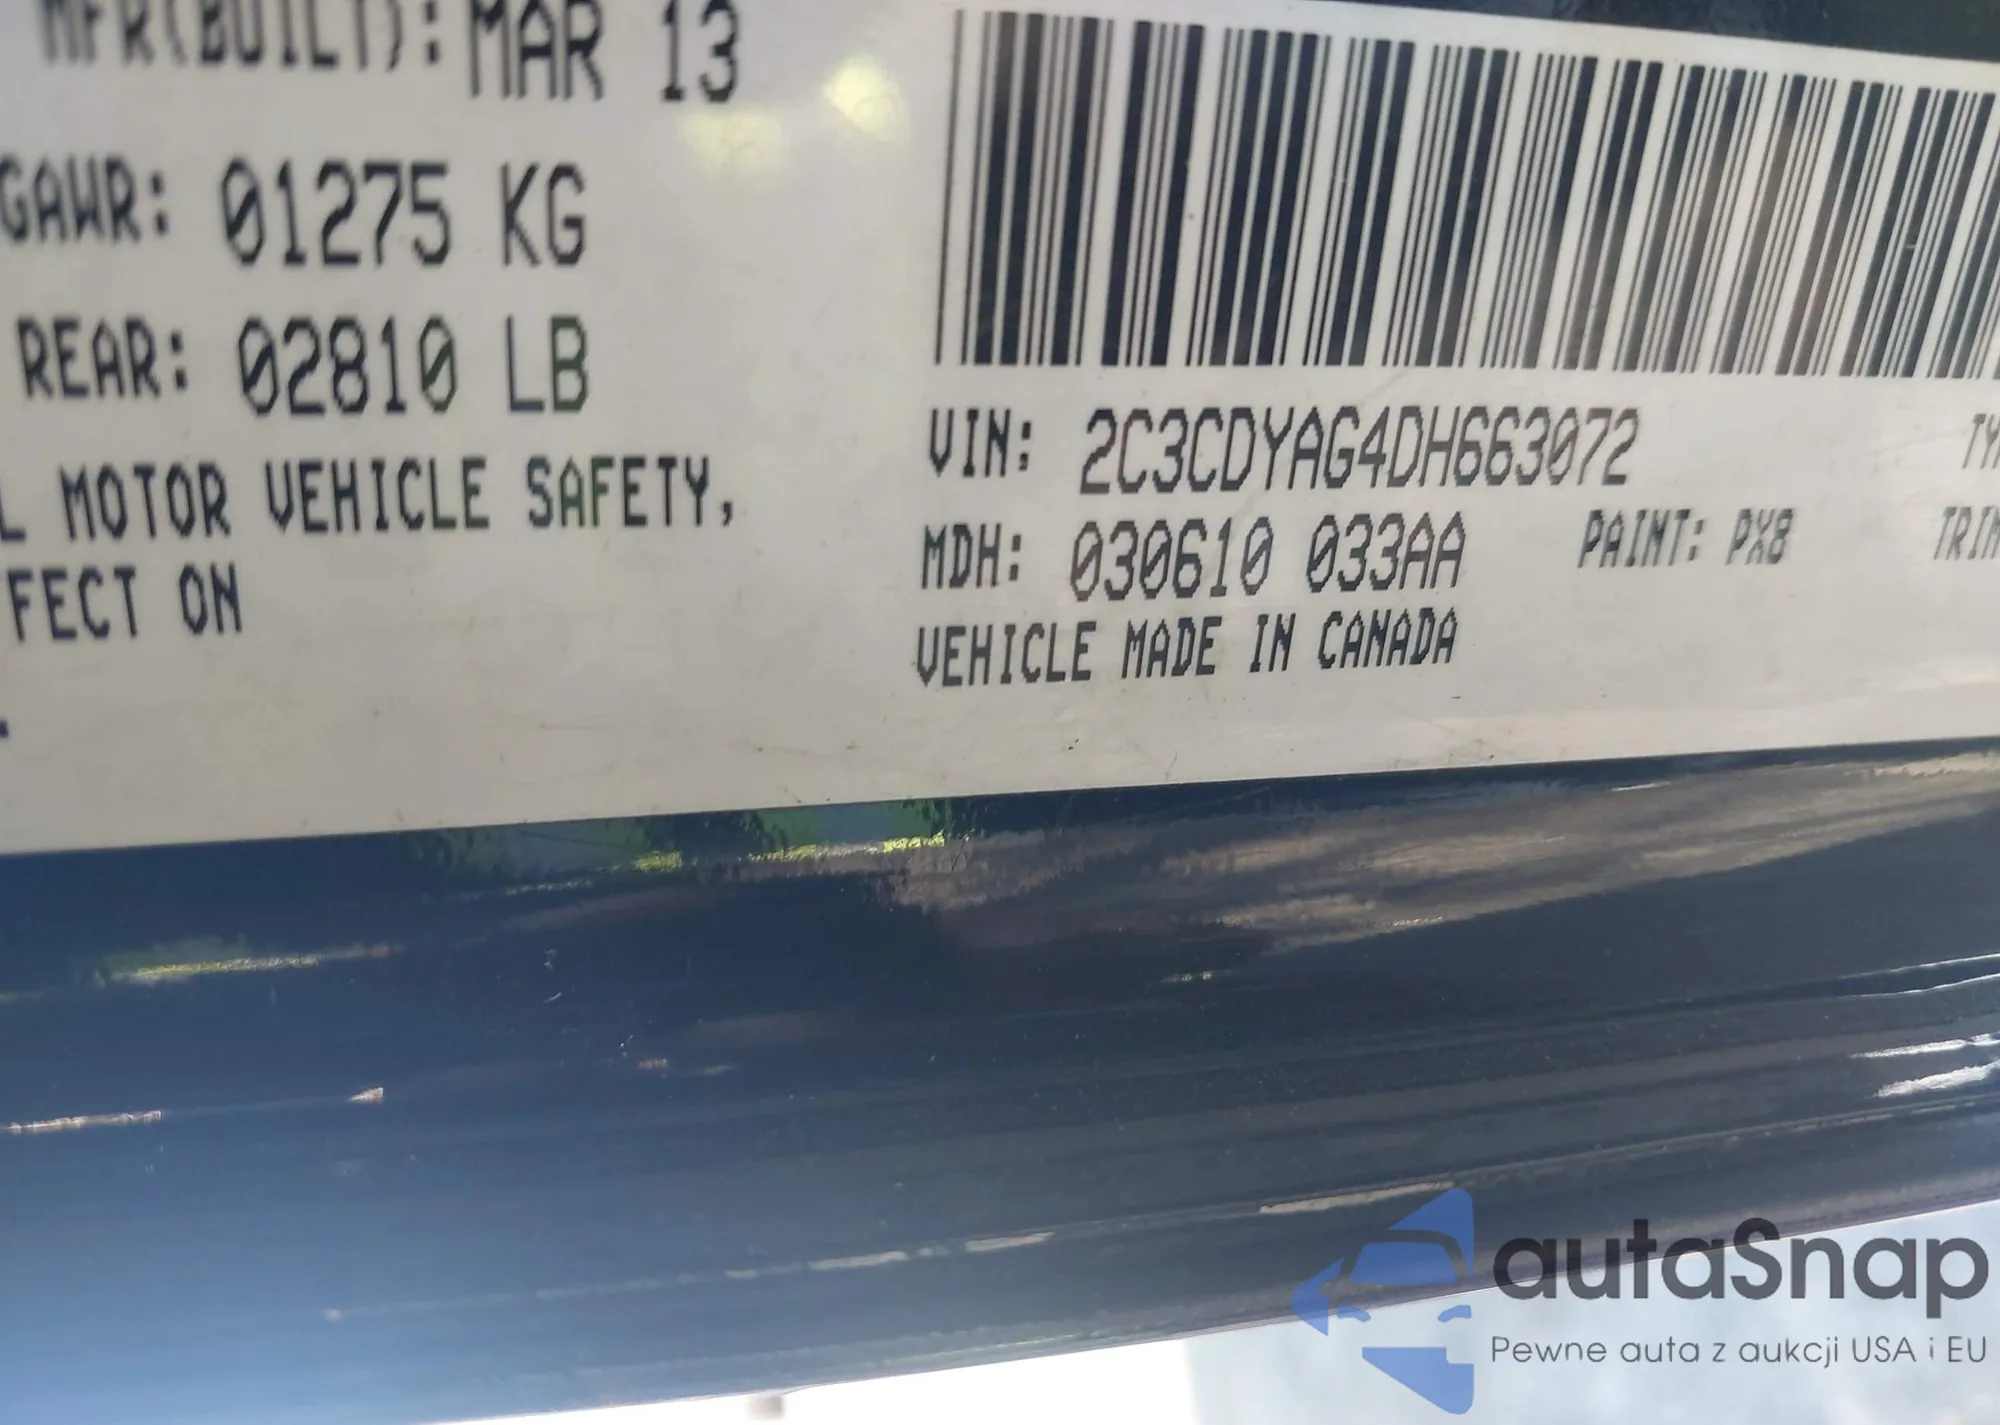 MFR(BUILT): MAR 13
GAWR: 01275 KG
REAR: 02810 LB
L MOTOR VEHICLE SAFETY,
FECT ON
VIN: 2C3CDYAG4DH663072
MDH: 030610 033AA PAINT: PX8
VEHICLE MADE IN CANADA
autaSnap
Pewne auta z aukcji USA i EU